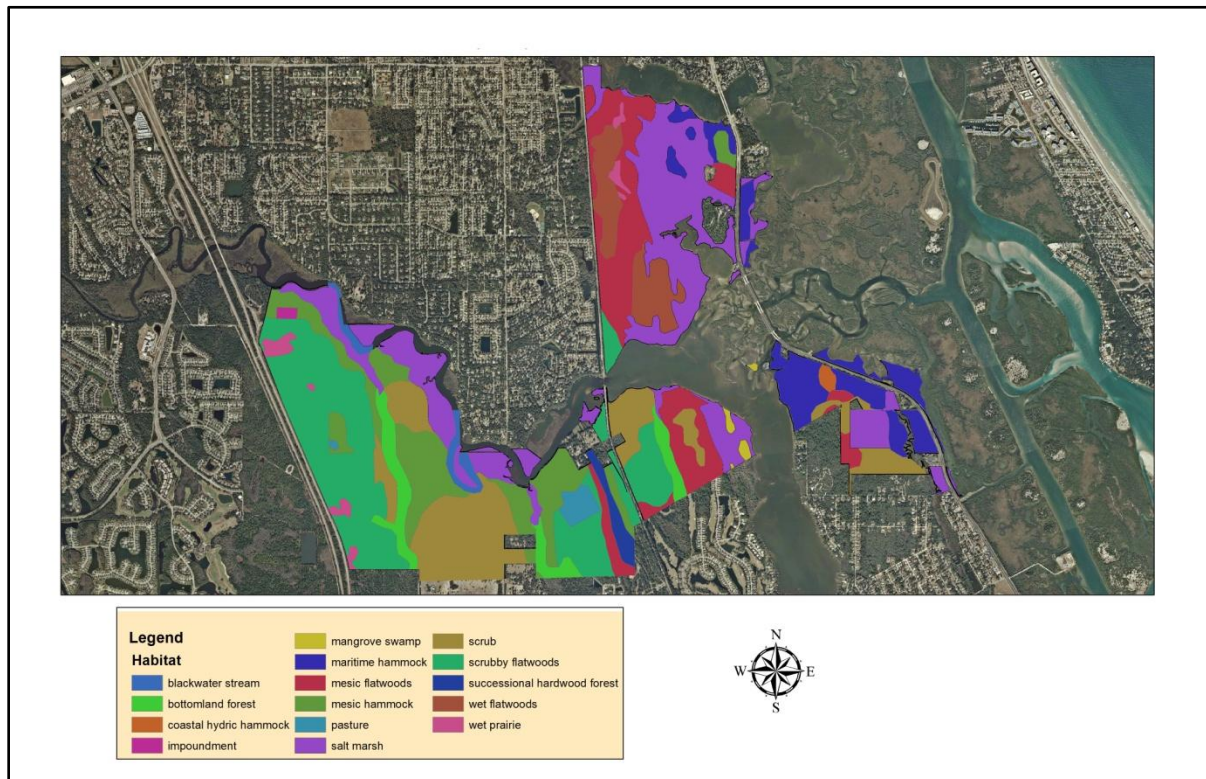 N
W E
S
Legend
Habitat
blackwater stream
bottomland forest
coastal hydric hammock
impoundment
mangrove swamp
maritime hammock
mesic flatwoods
mesic hammock
pasture
salt marsh
scrub
scrubby flatwoods
successional hardwood forest
wet flatwoods
wet prairie